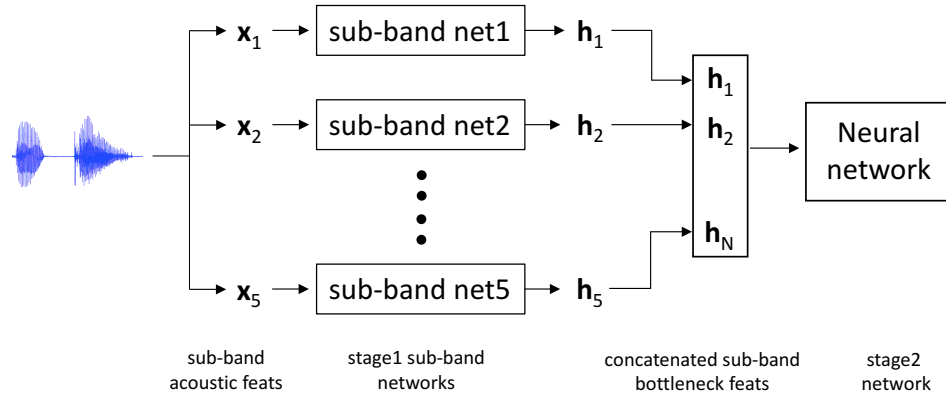 x1 sub-band net1 h1
h1
x2 sub-band net2 h2 h2 Neural
network
hN
x5 sub-band net5 h5
sub-band stage1 sub-band concatenated sub-band stage2
acoustic feats networks bottleneck feats network